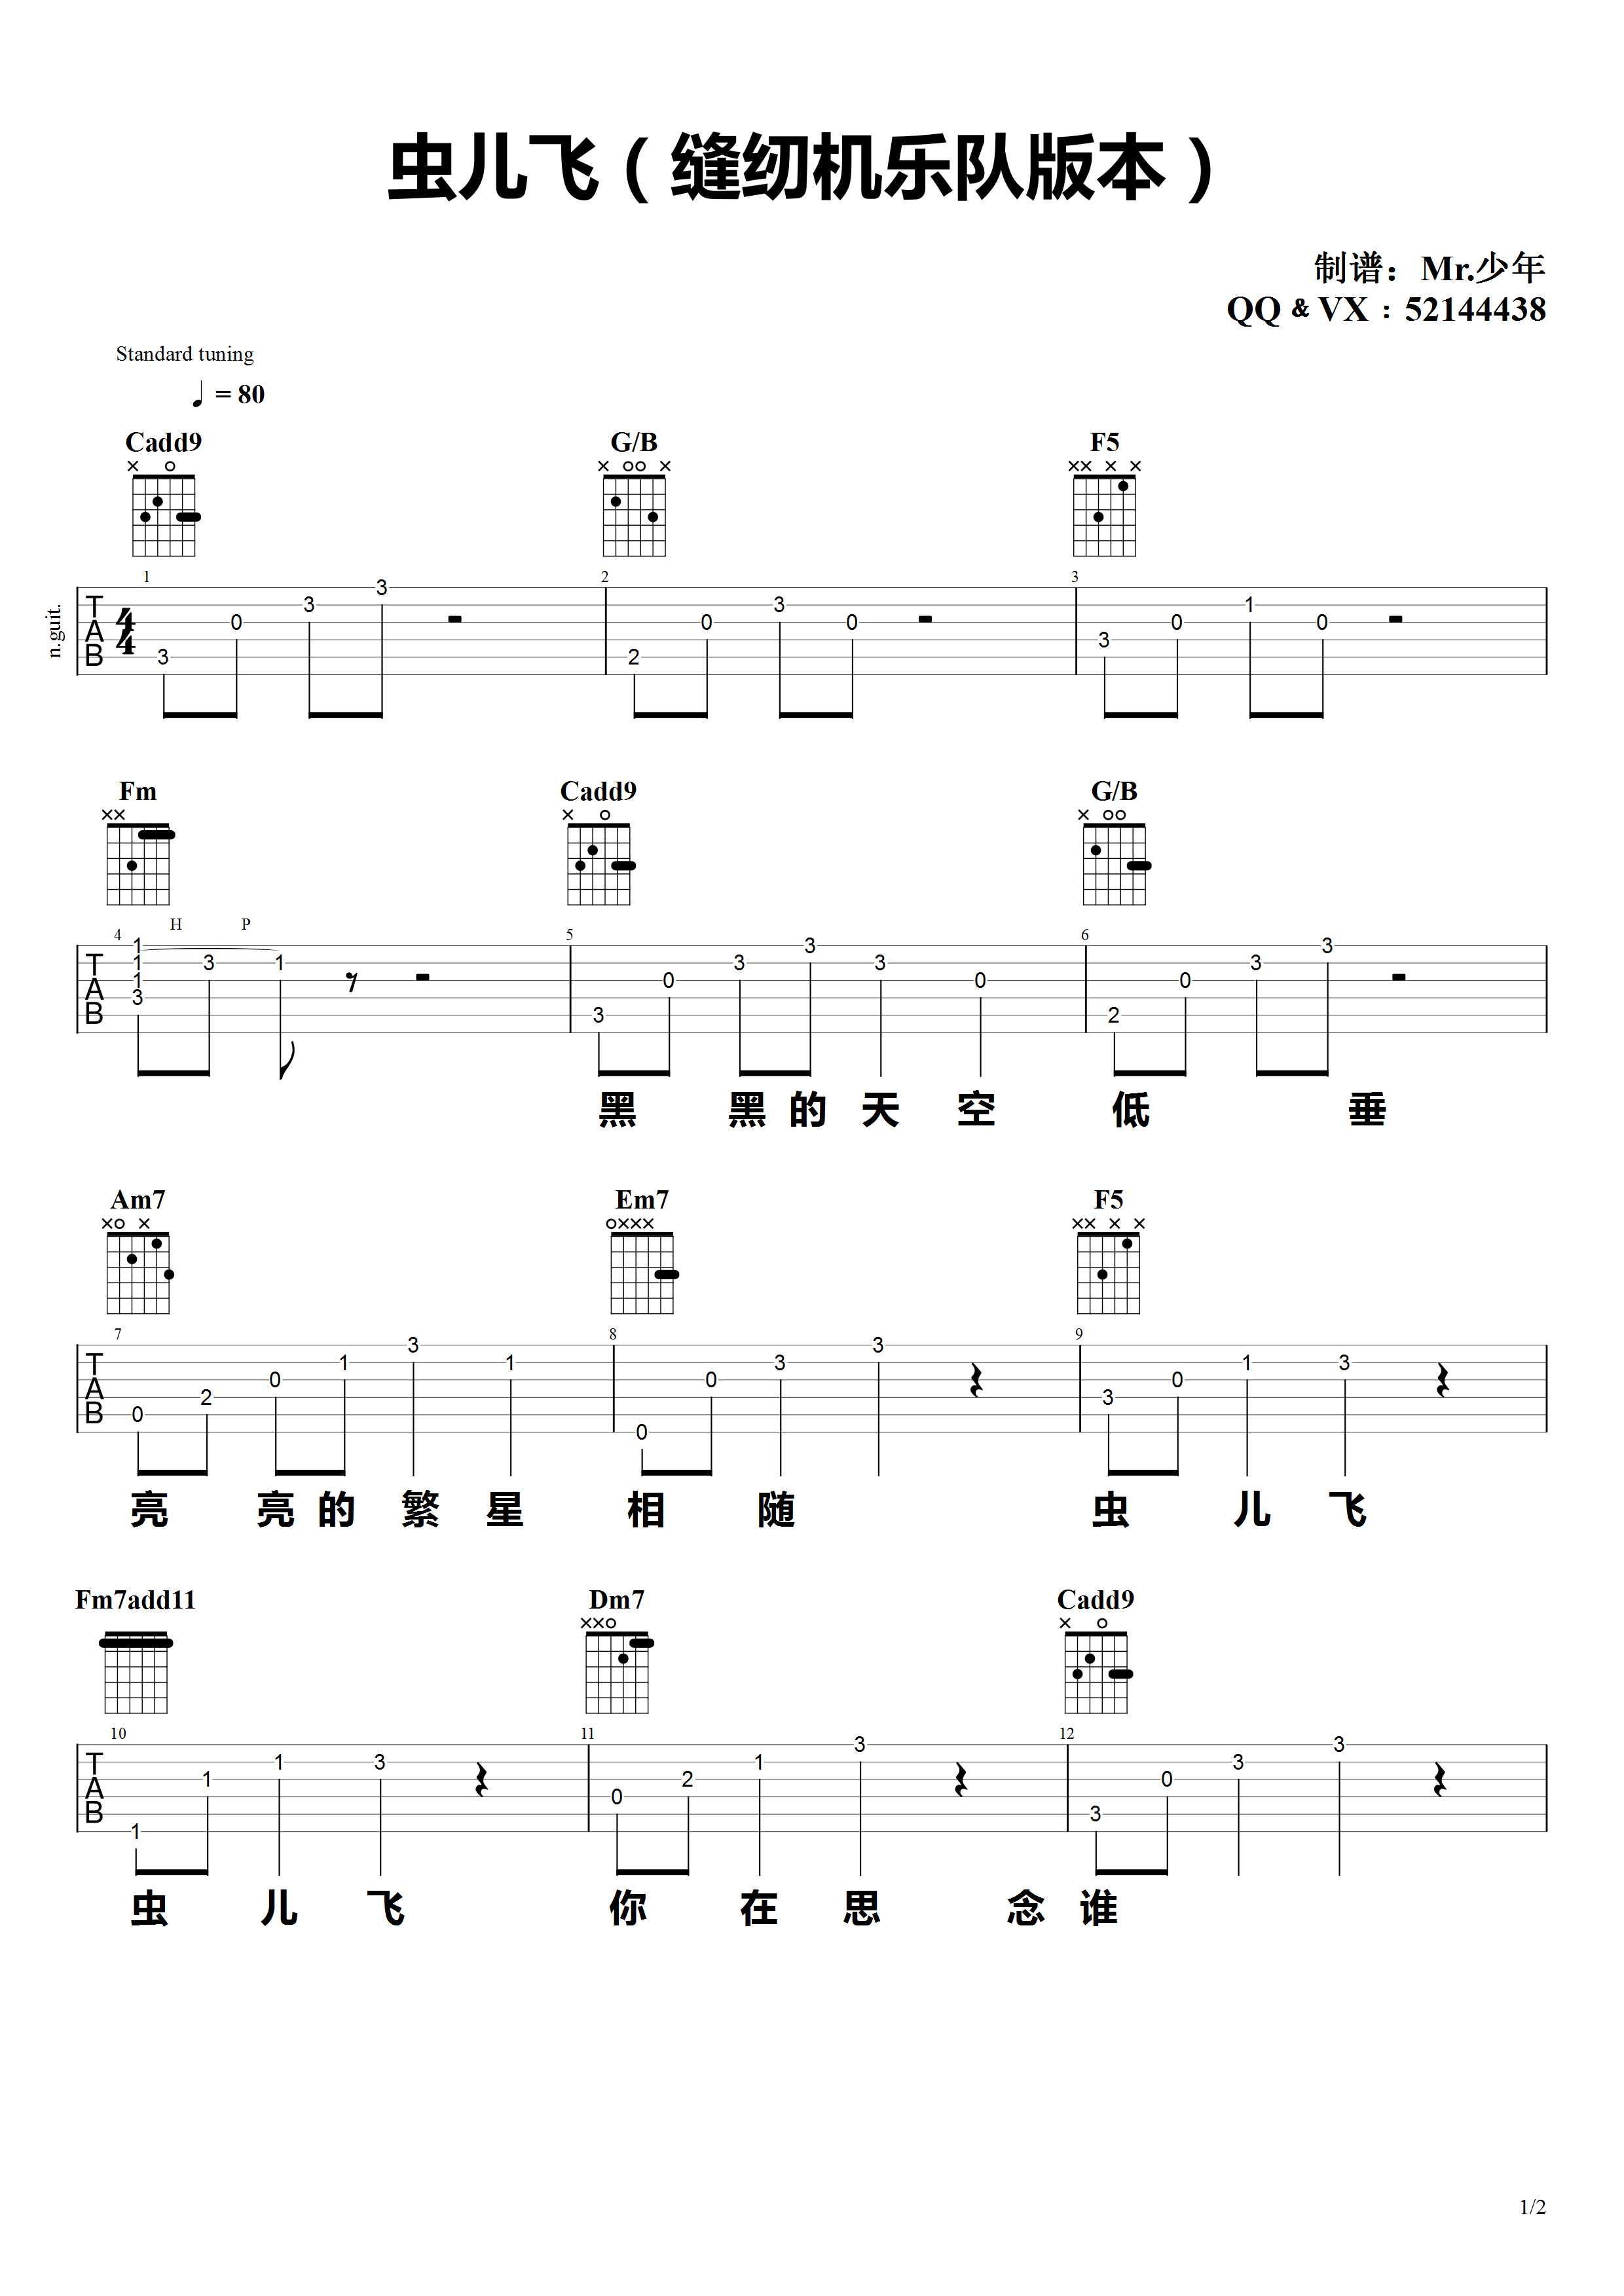 虫儿飞（缝纫机乐队版本）
制谱：Mr.少年
QQ & VX：52144438
Standard tuning
= 80
Cadd9 G/B F5
1 2 3
n.guit.
T A B 4/4 3 0 3 3 2 0 3 0 3 0 1 0
Fm Cadd9 G/B
H P
4 5 6
T A B 1 1 1 3 3 1 3 0 3 3 3 0 2 0 3 3
黑 黑 的 天 空 低 垂
Am7 Em7 F5
7 8 9
T A B 0 2 0 1 3 1 0 0 3 3 3 0 1 3
亮 亮 的 繁 星 相 随 虫 儿 飞
Fm7add11 Dm7 Cadd9
10 11 12
T A B 1 1 1 3 0 2 1 3 3 0 3 3
虫 儿 飞 你 在 思 念 谁
1/2